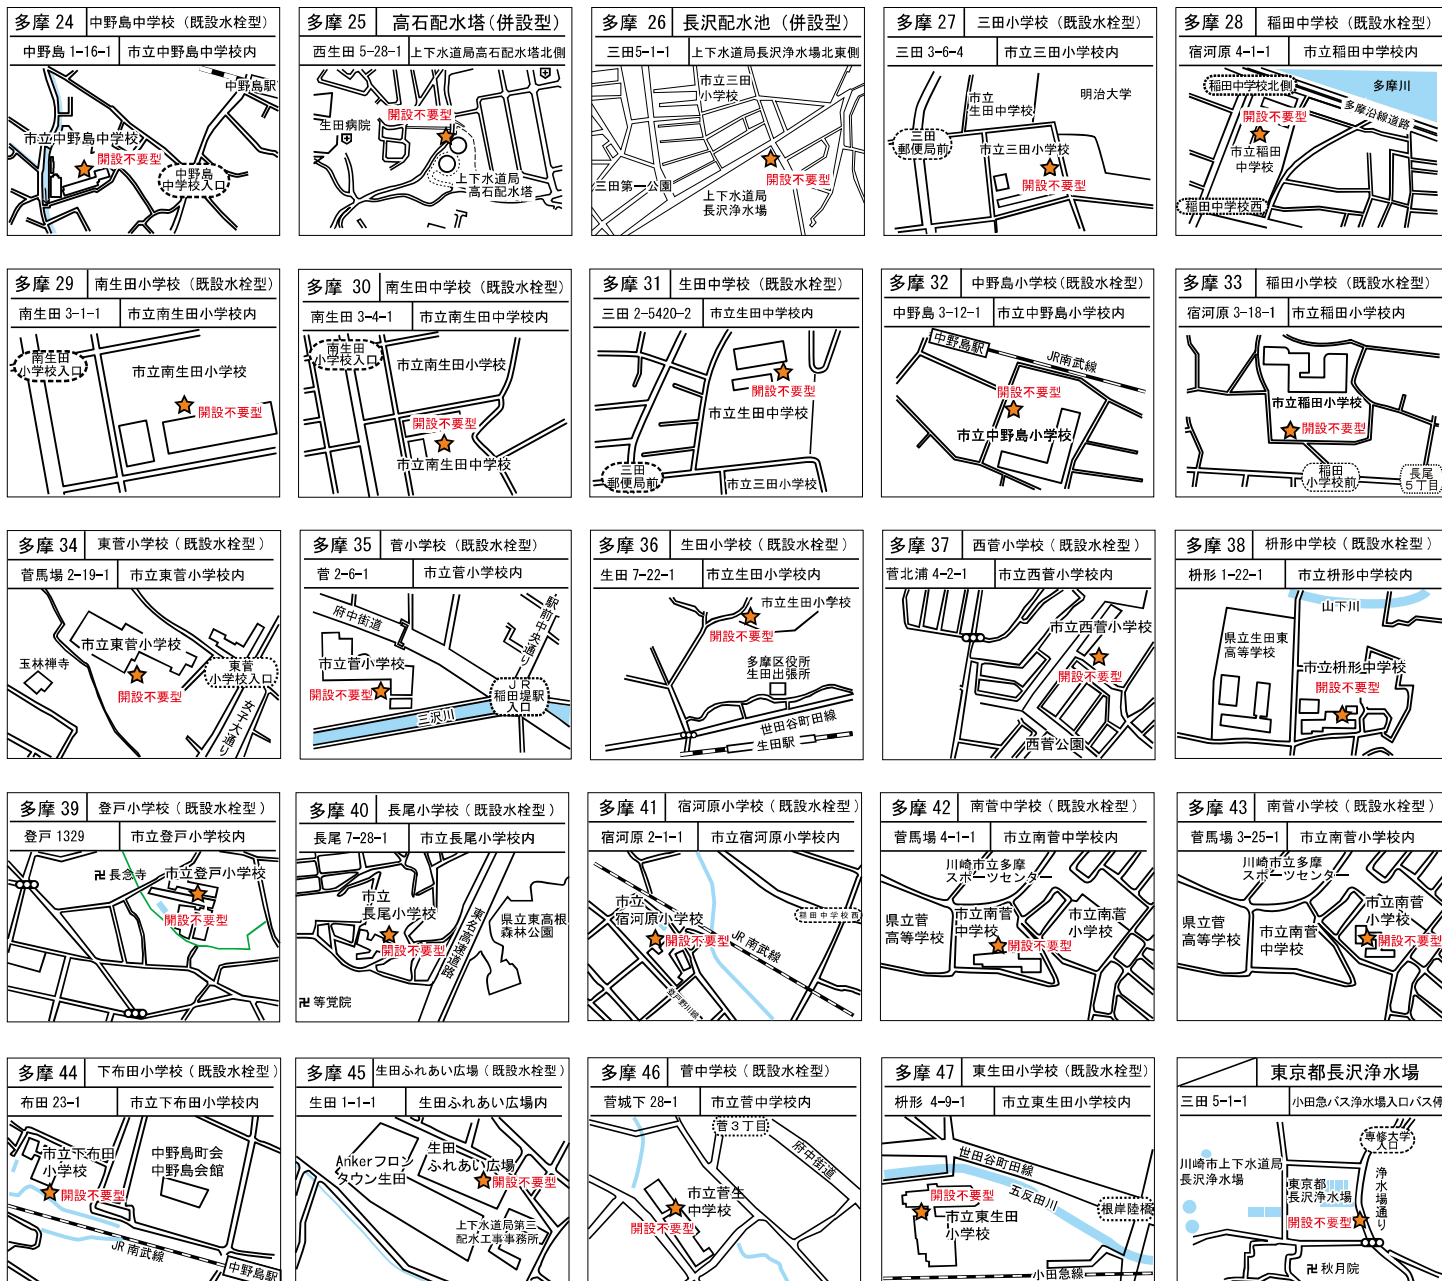 多摩 24 中野島中学校(既設水栓型)
中野島 1-16-1 市立中野島中学校内
中野島駅
市立中野島中学校
開設不要型
中野島
中学校入口
多摩 25 高石配水塔(併設型)
西生田 5-28-1 上下水道局高石配水塔北側
開設不要型
生田病院
上下水道局
高石配水塔
多摩 26 長沢配水池(併設型)
三田5-1-1 上下水道局長沢浄水場北東側
市立三田
小学校
開設不要型
三田第一公園
上下水道局
長沢浄水場
多摩 27 三田小学校(既設水栓型)
三田 3-6-4 市立三田小学校内
市立
生田中学校
明治大学
三田
郵便局前
市立三田小学校
開設不要型
多摩 28 稲田中学校(既設水栓型)
宿河原 4-1-1 市立稲田中学校内
稲田中学校北側
多摩川
多摩沿線道路
開設不要型
市立稲田
中学校
稲田中学校西
多摩 29 南生田小学校(既設水栓型)
南生田 3-1-1 市立南生田小学校内
南生田
小学校入口
市立南生田小学校
開設不要型
多摩 30 南生田中学校(既設水栓型)
南生田 3-4-1 市立南生田中学校内
南生田
小学校入口
市立南生田小学校
開設不要型
市立南生田中学校
多摩 31 生田中学校(既設水栓型)
三田 2-5420-2 市立生田中学校内
開設不要型
市立生田中学校
三田
郵便局前
市立三田小学校
多摩 32 中野島小学校(既設水栓型)
中野島 3-12-1 市立中野島小学校内
中野島駅
JR南武線
開設不要型
市立中野島小学校
多摩 33 稲田小学校(既設水栓型)
宿河原 3-18-1 市立稲田小学校内
市立稲田小学校
開設不要型
稲田
小学校前
長尾
5丁目
多摩 34 東菅小学校(既設水栓型)
菅馬場 2-19-1 市立東菅小学校内
市立東菅小学校
玉林禅寺
開設不要型
東菅
小学校入口
女子大通り
多摩 35 菅小学校(既設水栓型)
菅 2-6-1 市立菅小学校内
府中街道
駅前中央通り
市立菅小学校
開設不要型
JR
稲田堤駅
入口
三沢川
多摩 36 生田小学校(既設水栓型)
生田 7-22-1 市立生田小学校内
市立生田小学校
開設不要型
多摩区役所
生田出張所
世田谷町田線
生田駅
多摩 37 西菅小学校(既設水栓型)
菅北浦 4-2-1 市立西菅小学校内
市立西菅小学校
開設不要型
西菅公園
多摩 38 枡形中学校(既設水栓型)
枡形 1-22-1 市立枡形中学校内
山下川
県立生田東
高等学校
市立枡形中学校
開設不要型
多摩 39 登戸小学校(既設水栓型)
登戸 1329 市立登戸小学校内
卍 長念寺
市立登戸小学校
開設不要型
多摩 40 長尾小学校(既設水栓型)
長尾 7-28-1 市立長尾小学校内
市立
長尾小学校
開設不要型
東名高速道路
県立東高根
森林公園
卍 等覚院
多摩 41 宿河原小学校(既設水栓型)
宿河原 2-1-1 市立宿河原小学校内
稲田中学校西
市立
宿河原小学校
開設不要型
JR 南武線
登戸野川線
多摩 42 南菅中学校(既設水栓型)
菅馬場 4-1-1 市立南菅中学校内
川崎市立多摩
スポーツセンター
県立菅
高等学校
市立南菅
中学校
市立南菅
小学校
開設不要型
多摩 43 南菅小学校(既設水栓型)
菅馬場 3-25-1 市立南菅小学校内
川崎市立多摩
スポーツセンター
県立菅
高等学校
市立南菅
中学校
市立南菅
小学校
開設不要型
多摩 44 下布田小学校(既設水栓型)
布田 23-1 市立下布田小学校内
市立下布田
小学校
中野島町会
中野島会館
開設不要型
JR 南武線
中野島駅
多摩 45 生田ふれあい広場(既設水栓型)
生田 1-1-1 生田ふれあい広場内
Ankerフロン
タウン生田
生田
ふれあい広場
開設不要型
上下水道局第三
配水工事事務所
多摩 46 菅中学校(既設水栓型)
菅城下 28-1 市立菅中学校内
菅3丁目
府中街道
市立菅生
中学校
開設不要型
多摩 47 東生田小学校(既設水栓型)
枡形 4-9-1 市立東生田小学校内
世田谷町田線
開設不要型
五反田川
根岸陸橋
市立東生田
小学校
小田急線
東京都長沢浄水場
三田 5-1-1 小田急バス浄水場入口バス停
専修大学
入口
川崎市上下水道局
長沢浄水場
東京都
長沢浄水場
浄水場通り
開設不要型
卍 秋月院